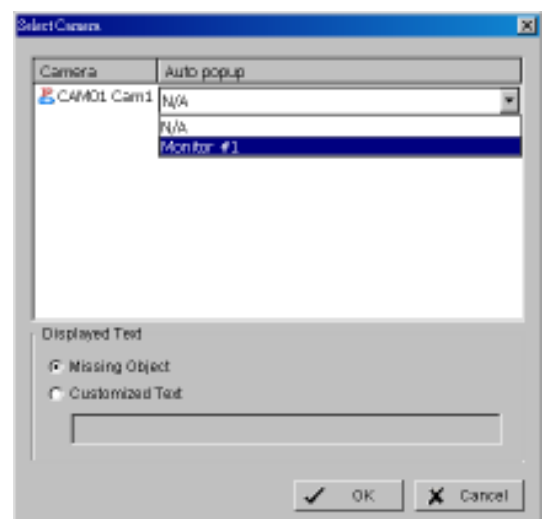 Select Camera
Camera Auto popup
CAM01 Cam1 N/A
N/A
Monitor #1
Displayed Text
Missing Object
Customized Text
OK Cancel